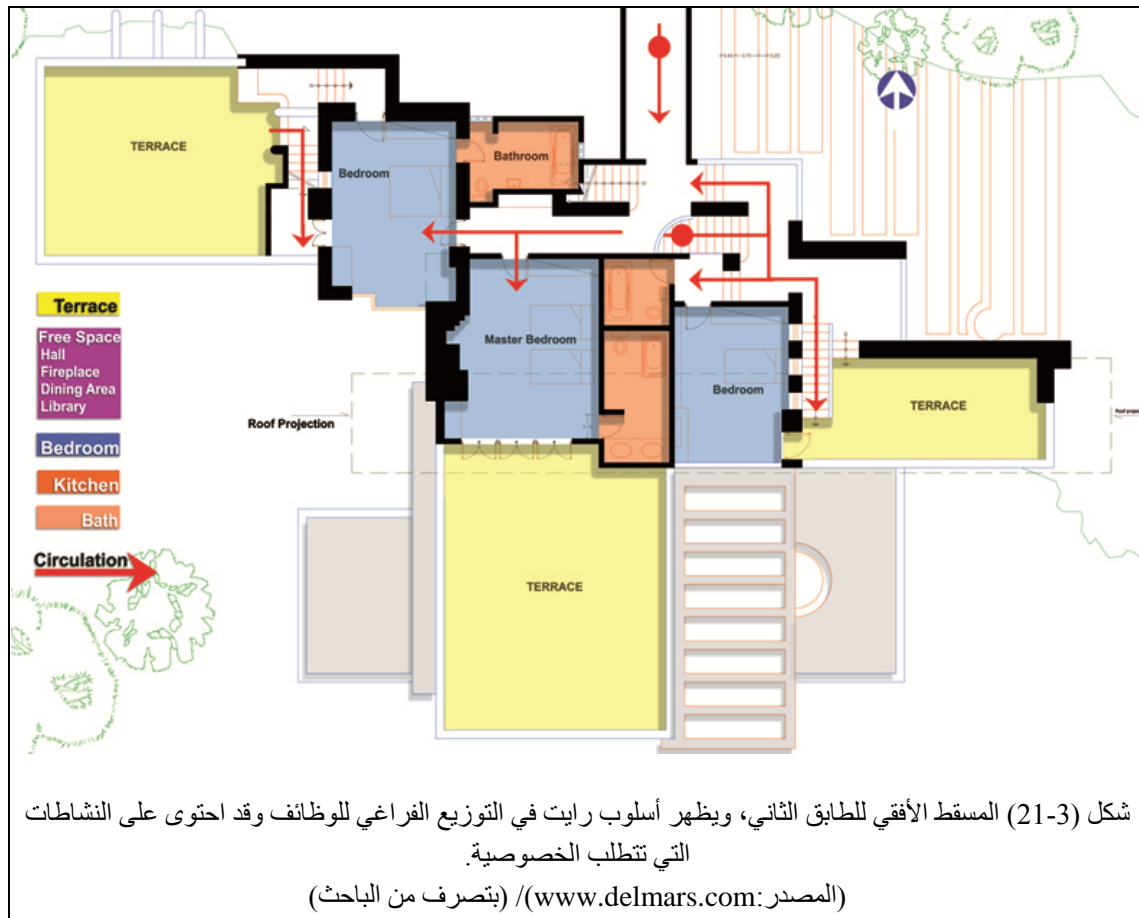 TERRACE
Bedroom
Bathroom
Terrace
Free Space
Hall
Fireplace
Dining Area
Library
Bedroom
Kitchen
Bath
Circulation
Master Bedroom
Bedroom
TERRACE
Roof Projection
TERRACE
شكل (3-21) المسقط الأفقي للطابق الثاني، ويظهر أسلوب رايت في التوزيع الفراغي للوظائف وقد احتوى على النشاطات
التي تتطلب الخصوصية.
(المصدر:www.delmars.com)/ (بتصرف من الباحث)